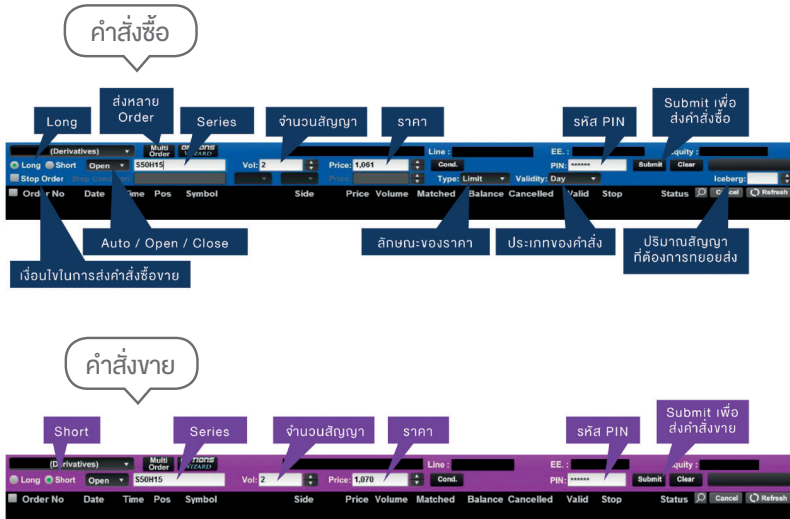 คำสั่งซื้อ
Long
ส่งหลาย
Order
Series
จำนวนสัญญา
ราคา
รหัส PIN
Submit เพื่อ
ส่งคำสั่งซื้อ
(Derivatives) Multi Order OPTIONS WIZARD Line : EE. : Equity :
Long Short Open S50H15 Vol: 2 Price: 1,061 Cond. PIN: ****** Submit Clear
Stop Order Stop Condition: Price: Type: Limit Validity: Day Iceberg:
Order No Date Time Pos Symbol Side Price Volume Matched Balance Cancelled Valid Stop Status Cancel Refresh
Auto / Open / Close
ลักษณะของราคา
ประเภทของคำสั่ง
ปริมาณสัญญา
ที่ต้องการทยอยส่ง
เงื่อนไขในการส่งคำสั่งซื้อขาย
คำสั่งขาย
Short
Series
จำนวนสัญญา
ราคา
รหัส PIN
Submit เพื่อ
ส่งคำสั่งขาย
(Derivatives) Multi Order OPTIONS WIZARD Line : EE. : Equity :
Long Short Open S50H15 Vol: 2 Price: 1,070 Cond. PIN: ****** Submit Clear
Order No Date Time Pos Symbol Side Price Volume Matched Balance Cancelled Valid Stop Status Cancel Refresh